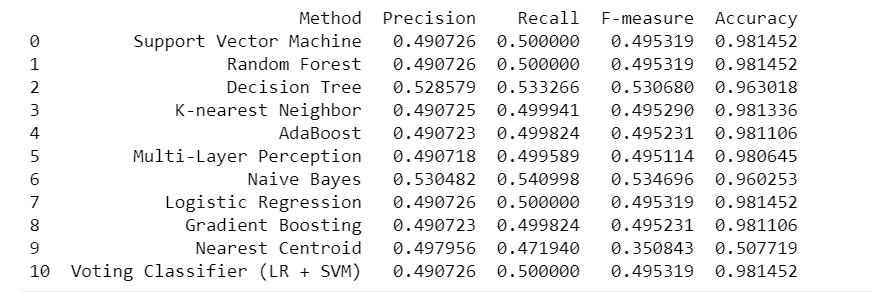 Method Precision Recall F-measure Accuracy
0 Support Vector Machine 0.490726 0.500000 0.495319 0.981452
1 Random Forest 0.490726 0.500000 0.495319 0.981452
2 Decision Tree 0.528579 0.533266 0.530680 0.963018
3 K-nearest Neighbor 0.490725 0.499941 0.495290 0.981336
4 AdaBoost 0.490723 0.499824 0.495231 0.981106
5 Multi-Layer Perception 0.490718 0.499589 0.495114 0.980645
6 Naive Bayes 0.530482 0.540998 0.534696 0.960253
7 Logistic Regression 0.490726 0.500000 0.495319 0.981452
8 Gradient Boosting 0.490723 0.499824 0.495231 0.981106
9 Nearest Centroid 0.497956 0.471940 0.350843 0.507719
10 Voting Classifier (LR + SVM) 0.490726 0.500000 0.495319 0.981452